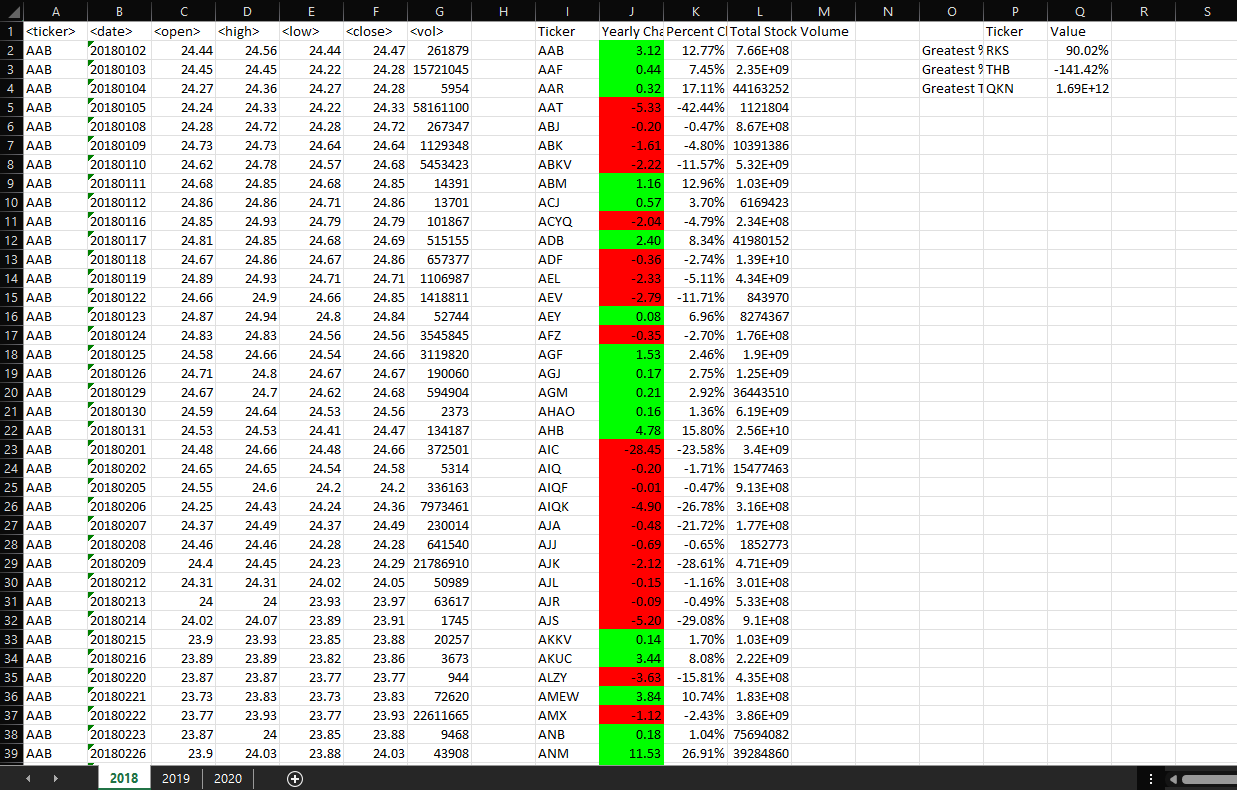 A B C D E F G H I J K L M N O P Q R S
1 <ticker> <date> <open> <high> <low> <close> <vol> Ticker Yearly Cha Percent Cl Total Stock Volume Ticker Value
2 AAB 20180102 24.44 24.56 24.44 24.47 261879 AAB 3.12 12.77% 7.66E+08 Greatest % RKS 90.02%
3 AAB 20180103 24.45 24.45 24.22 24.28 15721045 AAF 0.44 7.45% 2.35E+09 Greatest % THB -141.42%
4 AAB 20180104 24.27 24.36 24.27 24.28 5954 AAR 0.32 17.11% 44163252 Greatest T QKN 1.69E+12
5 AAB 20180105 24.24 24.33 24.22 24.33 58161100 AAT -5.33 -42.44% 1121804
6 AAB 20180108 24.28 24.72 24.28 24.72 267347 ABJ -0.20 -0.47% 8.67E+08
7 AAB 20180109 24.73 24.73 24.64 24.64 1129348 ABK -1.61 -4.80% 10391386
8 AAB 20180110 24.62 24.78 24.57 24.68 5453423 ABKV -2.22 -11.57% 5.32E+09
9 AAB 20180111 24.68 24.85 24.68 24.85 14391 ABM 1.16 12.96% 1.03E+09
10 AAB 20180112 24.86 24.86 24.71 24.86 13701 ACJ 0.57 3.70% 6169423
11 AAB 20180116 24.85 24.93 24.79 24.79 101867 ACYQ -2.04 -4.79% 2.34E+08
12 AAB 20180117 24.81 24.85 24.68 24.69 515155 ADB 2.40 8.34% 41980152
13 AAB 20180118 24.67 24.86 24.67 24.86 657377 ADF -0.36 -2.74% 1.39E+10
14 AAB 20180119 24.89 24.93 24.71 24.71 1106987 AEL -2.33 -5.11% 4.34E+09
15 AAB 20180122 24.66 24.9 24.66 24.85 1418811 AEV -2.79 -11.71% 843970
16 AAB 20180123 24.87 24.94 24.8 24.84 52744 AEY 0.08 6.96% 8274367
17 AAB 20180124 24.83 24.83 24.56 24.56 3545845 AFZ -0.35 -2.70% 1.76E+08
18 AAB 20180125 24.58 24.66 24.54 24.66 3119820 AGF 1.53 2.46% 1.9E+09
19 AAB 20180126 24.71 24.8 24.67 24.67 190060 AGJ 0.17 2.75% 1.25E+09
20 AAB 20180129 24.67 24.7 24.62 24.68 594904 AGM 0.21 2.92% 36443510
21 AAB 20180130 24.59 24.64 24.53 24.56 2373 AHAO 0.16 1.36% 6.19E+09
22 AAB 20180131 24.53 24.53 24.41 24.47 134187 AHB 4.78 15.80% 2.56E+10
23 AAB 20180201 24.48 24.66 24.48 24.66 372501 AIC -28.45 -23.58% 3.4E+09
24 AAB 20180202 24.65 24.65 24.54 24.58 5314 AIQ -0.20 -1.71% 15477463
25 AAB 20180205 24.55 24.6 24.2 24.2 336163 AIQF -0.01 -0.47% 9.13E+08
26 AAB 20180206 24.25 24.43 24.24 24.36 7973461 AIQK -4.90 -26.78% 3.16E+08
27 AAB 20180207 24.37 24.49 24.37 24.49 230014 AJA -0.48 -21.72% 1.77E+08
28 AAB 20180208 24.46 24.46 24.28 24.28 641540 AJJ -0.69 -0.65% 1852773
29 AAB 20180209 24.4 24.45 24.23 24.29 21786910 AJK -2.12 -28.61% 4.71E+09
30 AAB 20180212 24.31 24.31 24.02 24.05 50989 AJL -0.15 -1.16% 3.01E+08
31 AAB 20180213 24 24 23.93 23.97 63617 AJR -0.09 -0.49% 5.33E+08
32 AAB 20180214 24.02 24.07 23.89 23.91 1745 AJS -5.20 -29.08% 9.1E+08
33 AAB 20180215 23.9 23.93 23.85 23.88 20257 AKKV 0.14 1.70% 1.03E+09
34 AAB 20180216 23.89 23.89 23.82 23.86 3673 AKUC 3.44 8.08% 2.22E+09
35 AAB 20180220 23.87 23.87 23.77 23.77 944 ALZY -3.63 -15.81% 4.35E+08
36 AAB 20180221 23.73 23.83 23.73 23.83 72620 AMEW 3.84 10.74% 1.83E+08
37 AAB 20180222 23.77 23.93 23.77 23.93 22611665 AMX -1.12 -2.43% 3.86E+09
38 AAB 20180223 23.87 24 23.85 23.88 9468 ANB 0.18 1.04% 75694082
39 AAB 20180226 23.9 24.03 23.88 24.03 43908 ANM 11.53 26.91% 39284860
2018 2019 2020